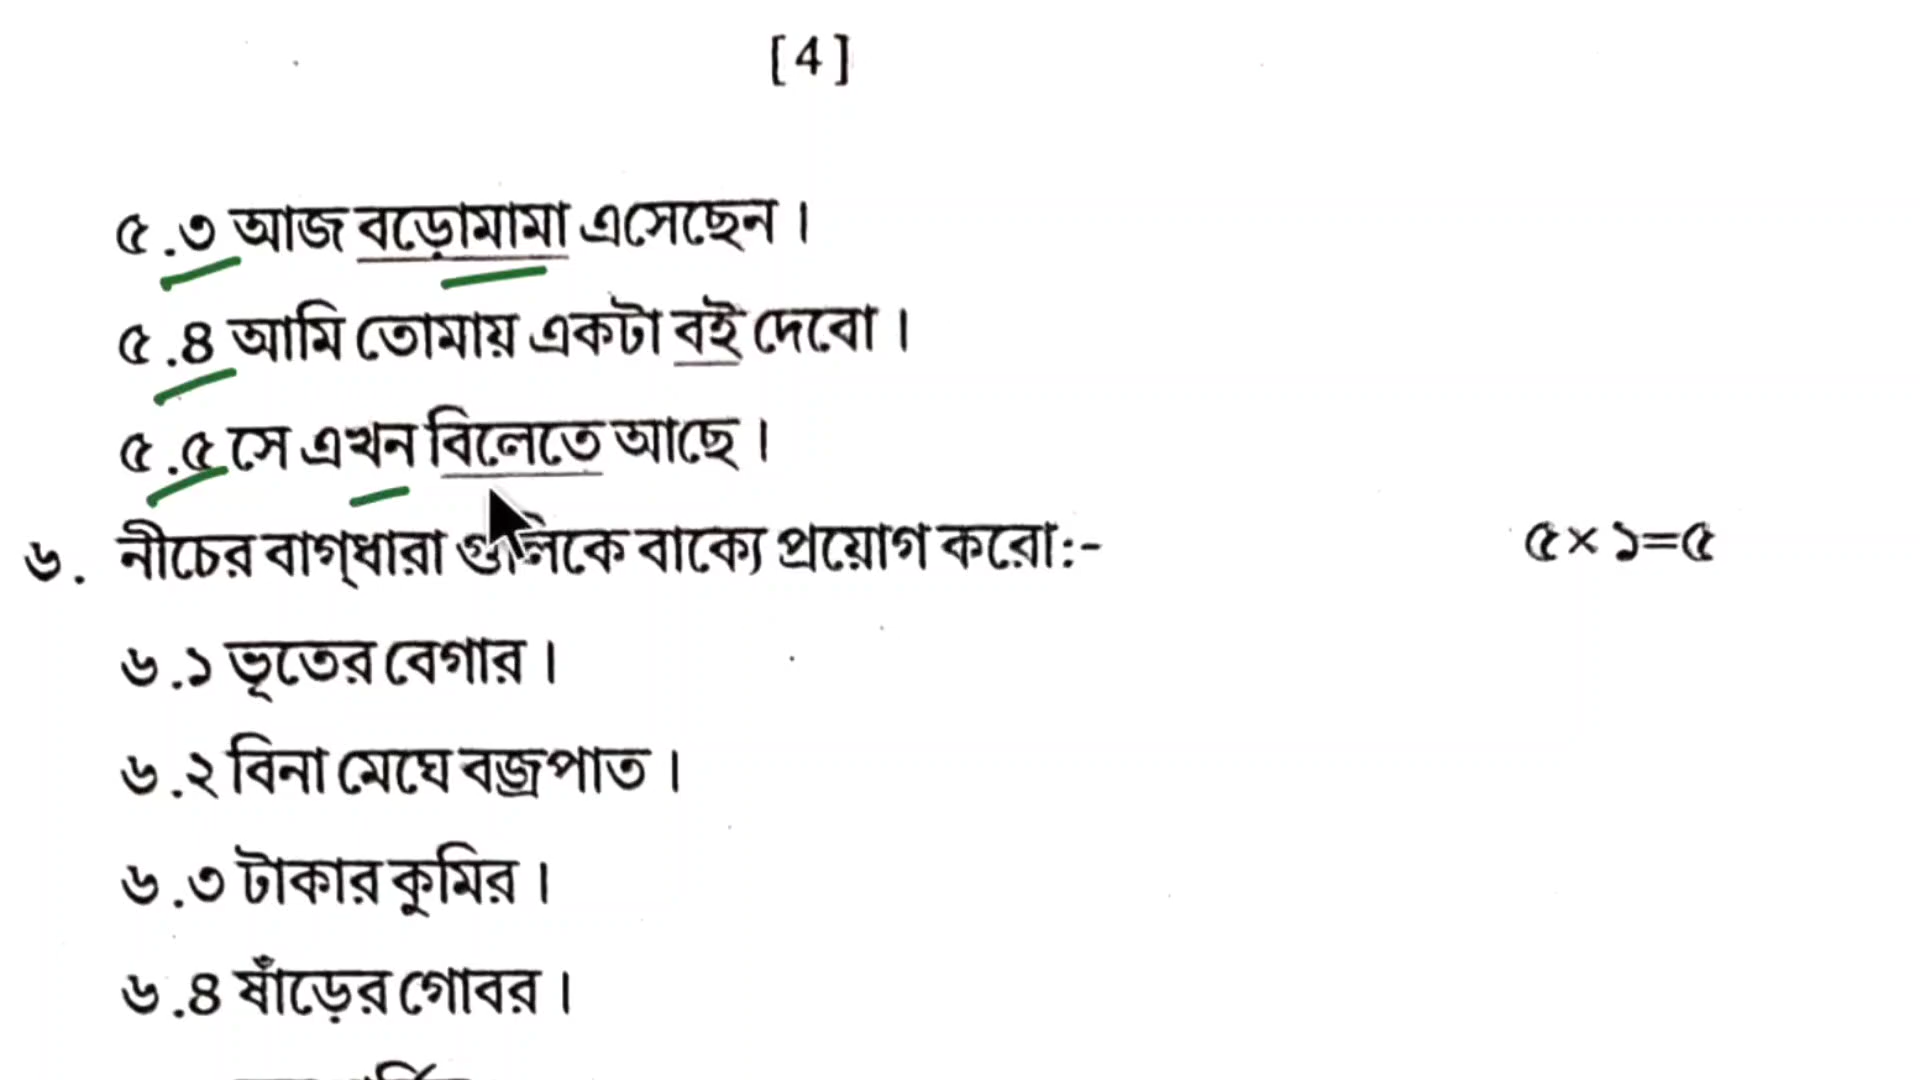 [ 4 ]
৫.৩ আজ বড়োমামা এসেছেন।
৫.৪ আমি তোমায় একটা বই দেবো।
৫.৫ সে এখন বিলেতে আছে।
৬. নীচের বাগ্‌ধারা গুলিকে বাক্যে প্রয়োগ করো:- ৫×১=৫
৬.১ ভূতের বেগার।
৬.২ বিনা মেঘে বজ্রপাত।
৬.৩ টাকার কুমির।
৬.৪ ষাঁড়ের গোবর।